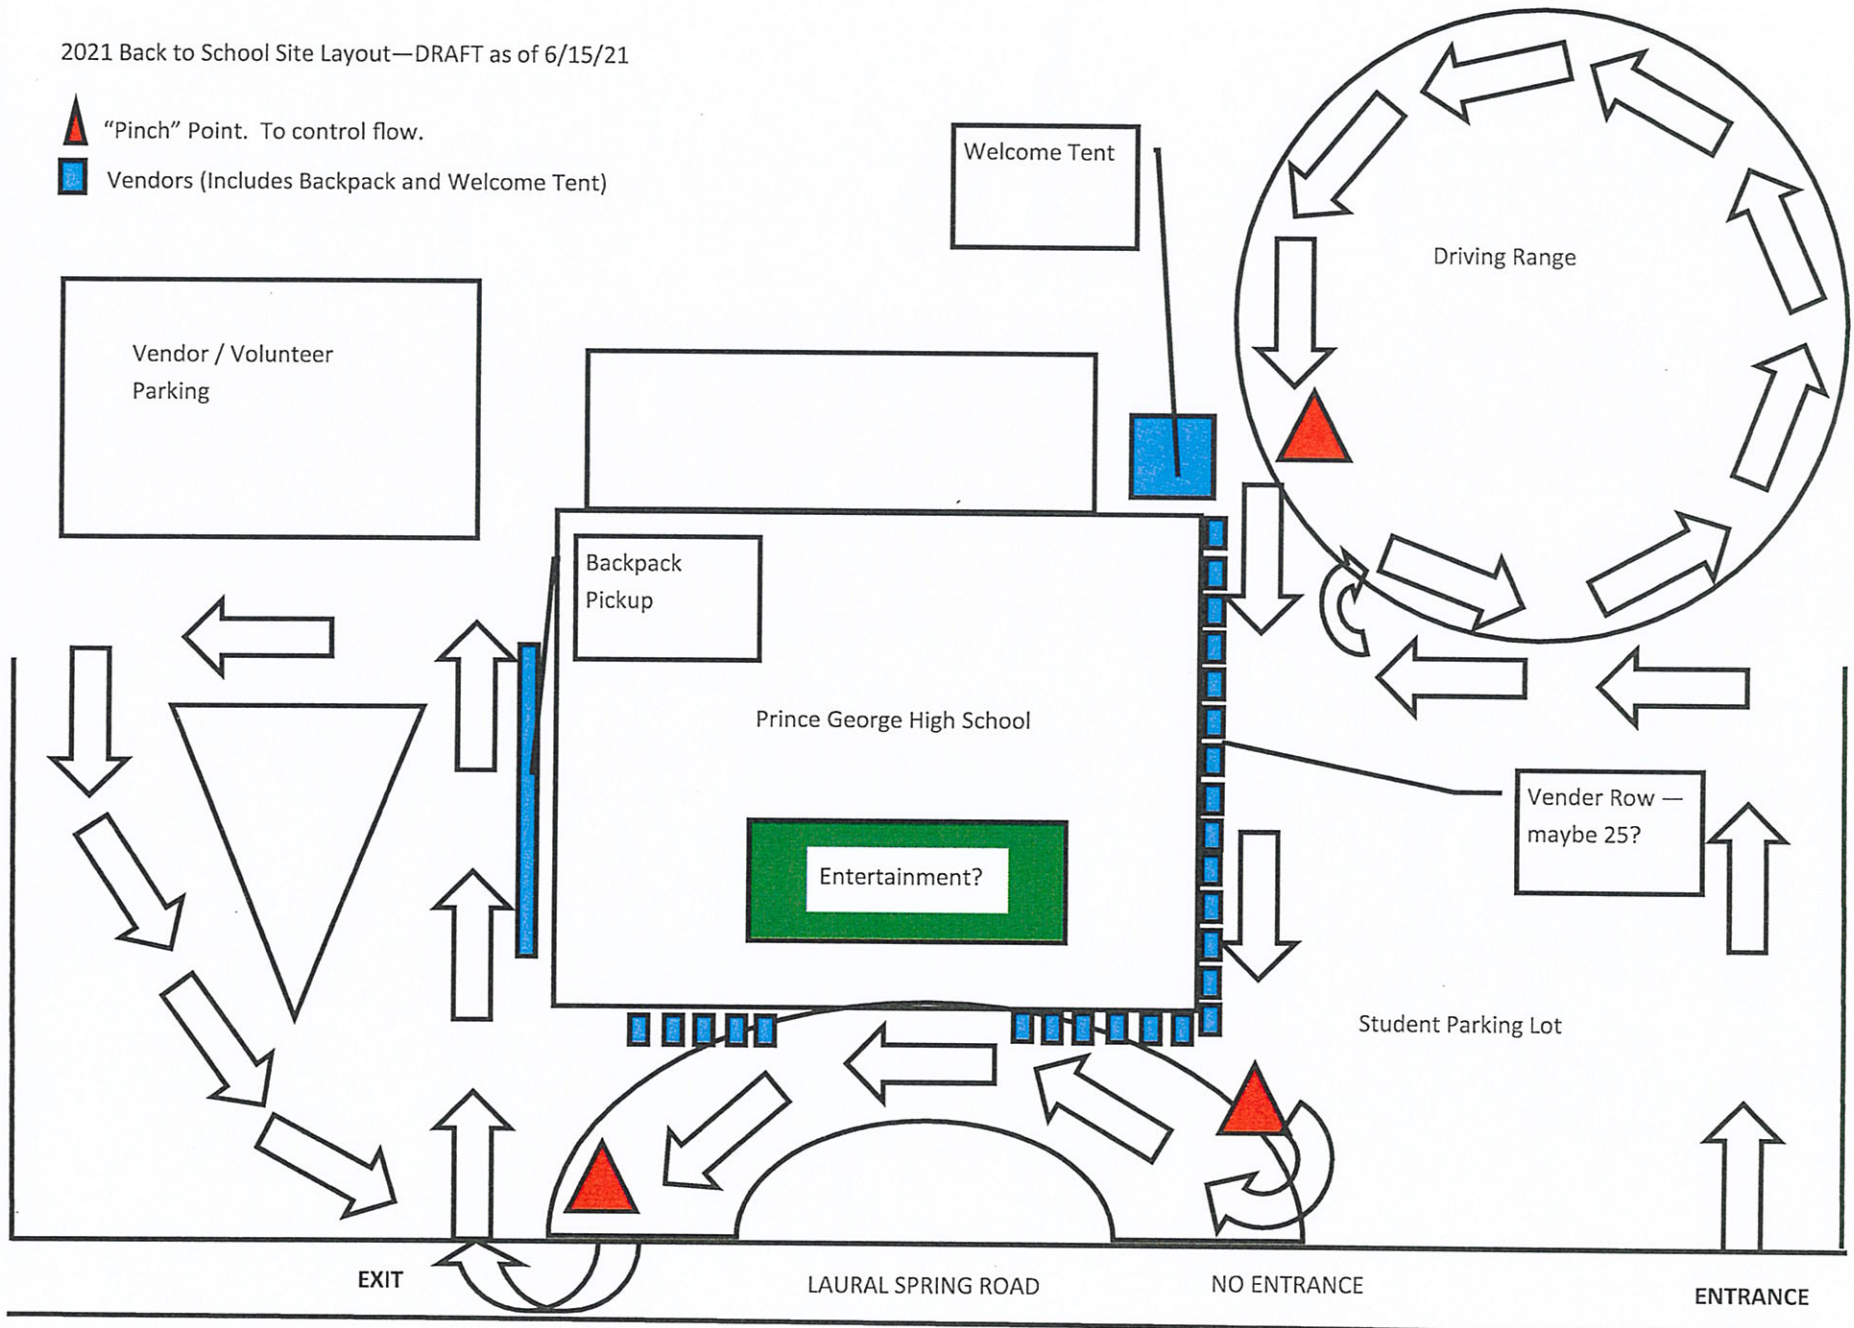 2021 Back to School Site Layout—DRAFT as of 6/15/21
"Pinch" Point. To control flow.
Vendors (Includes Backpack and Welcome Tent)
Welcome Tent
Driving Range
Vendor / Volunteer
Parking
Backpack
Pickup
Prince George High School
Vender Row —
maybe 25?
Entertainment?
Student Parking Lot
EXIT
LAURAL SPRING ROAD
NO ENTRANCE
ENTRANCE